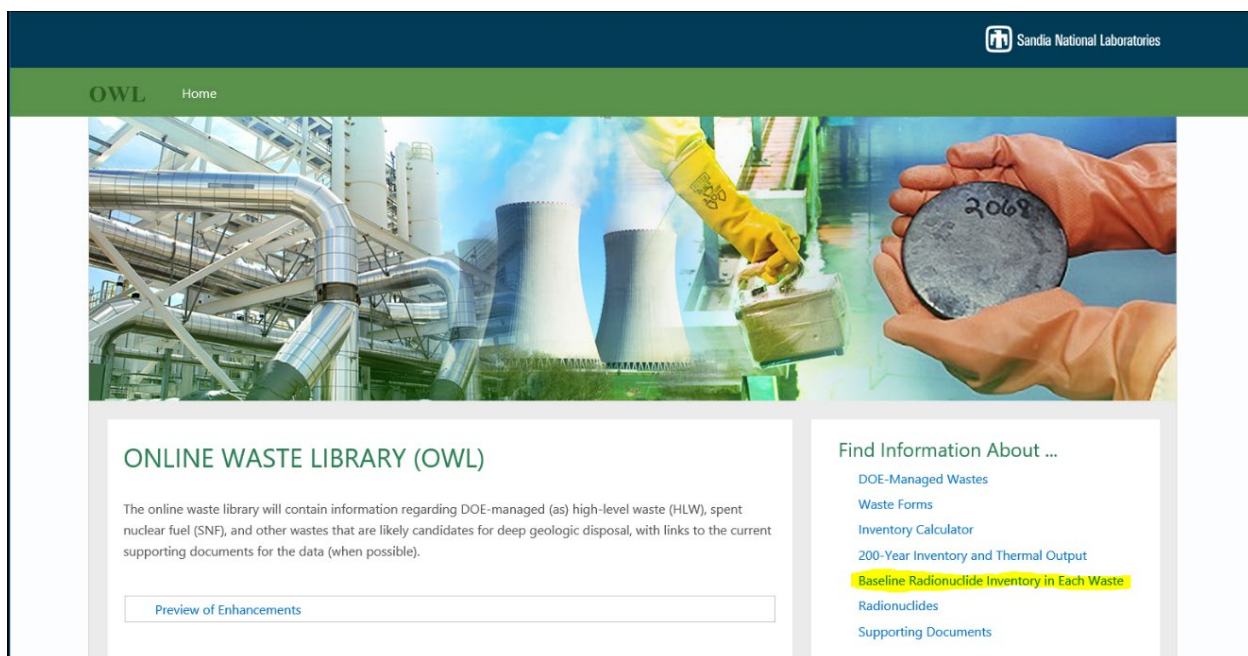 Sandia National Laboratories
OWL Home
2068
ONLINE WASTE LIBRARY (OWL)
The online waste library will contain information regarding DOE-managed (as) high-level waste (HLW), spent
nuclear fuel (SNF), and other wastes that are likely candidates for deep geologic disposal, with links to the current
supporting documents for the data (when possible).
Preview of Enhancements
Find Information About ...
DOE-Managed Wastes
Waste Forms
Inventory Calculator
200-Year Inventory and Thermal Output
Baseline Radionuclide Inventory in Each Waste
Radionuclides
Supporting Documents